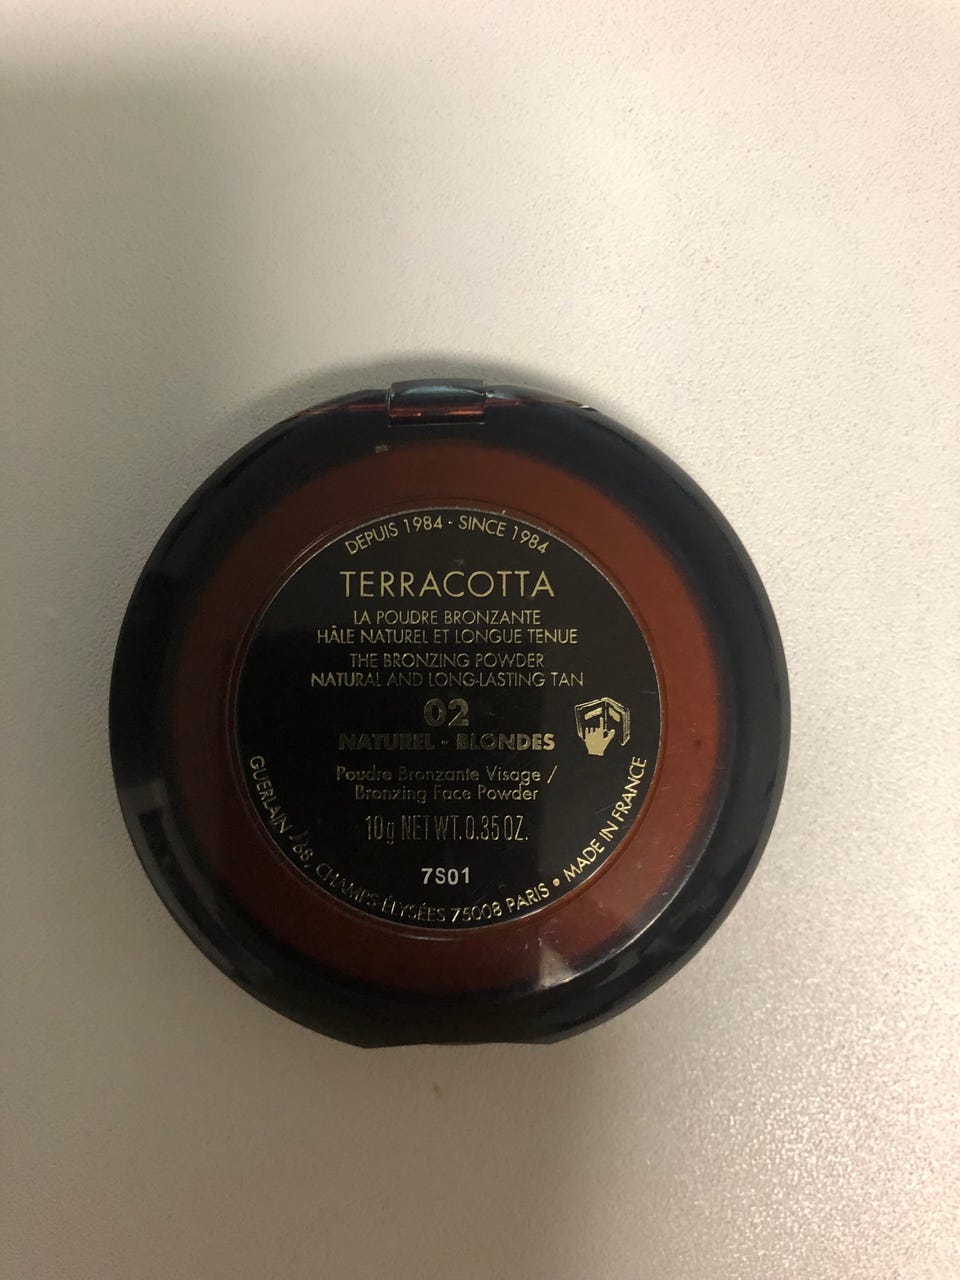 DEPUIS 1984 - SINCE 1984
TERRACOTTA
LA POUDRE BRONZANTE
HÂLE NATUREL ET LONGUE TENUE
THE BRONZING POWDER
NATURAL AND LONG-LASTING TAN
02
NATUREL - BLONDES
Poudre Bronzante Visage /
Bronzing Face Powder
10g NET WT. 0.35 OZ.
7S01
GUERLAIN - 68, CHAMPS-ÉLYSÉES 75008 PARIS • MADE IN FRANCE